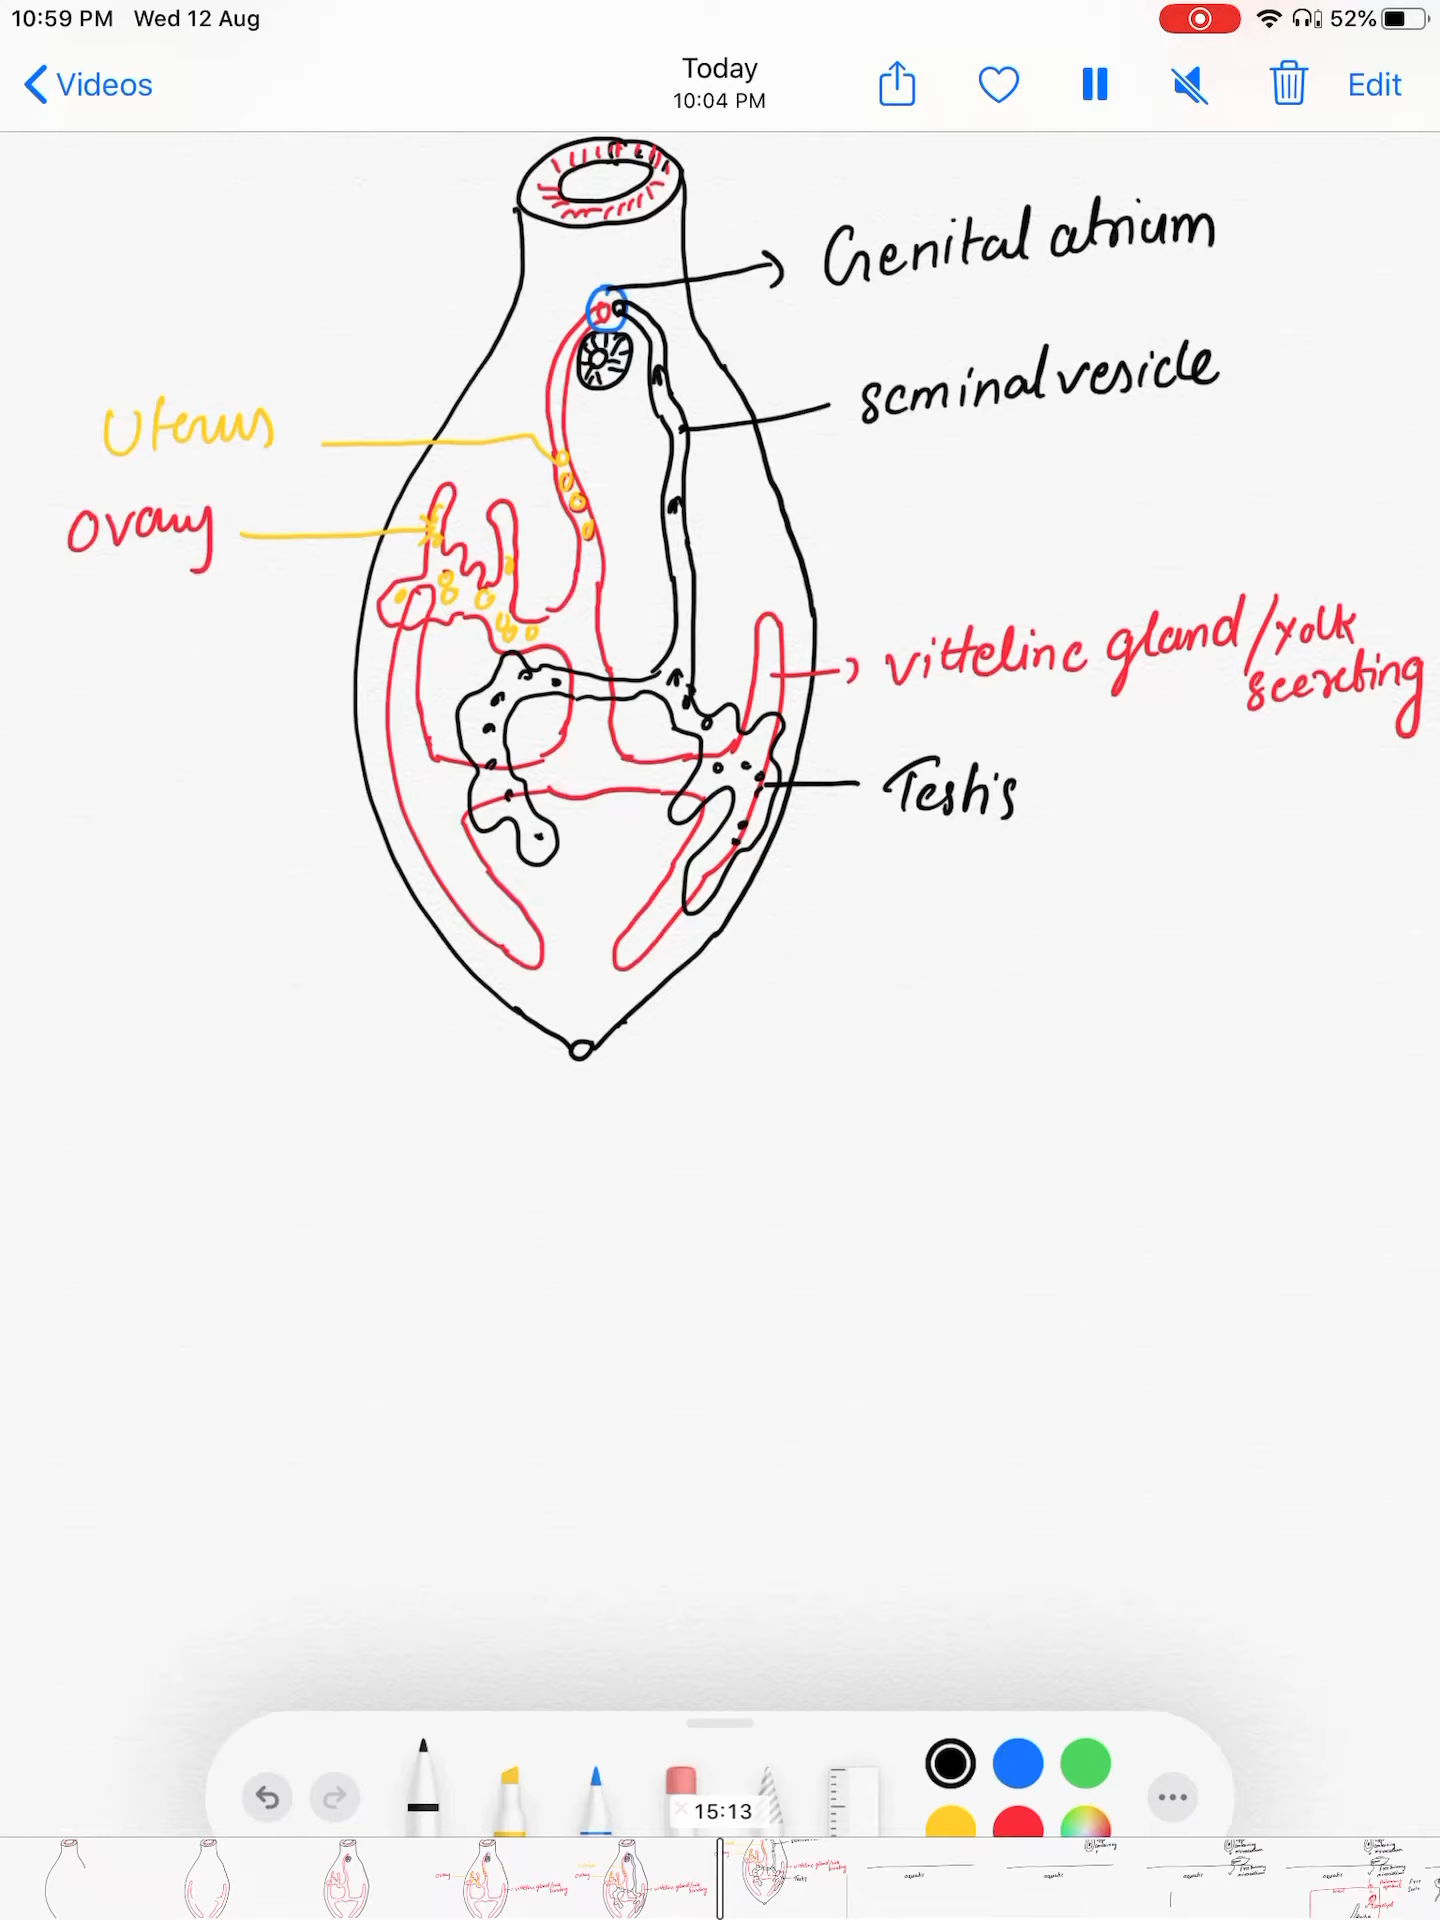 10:59 PM Wed 12 Aug
52%
Videos
Today
10:04 PM
Edit
Genital atrium
seminal vesicle
Uterus
ovary
vitteline gland/yolk
secreting
Testis
15:13